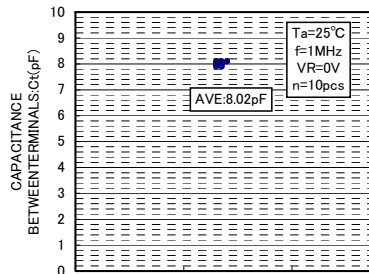 10
9
8
7
6
5
4
3
2
1
0
CAPACITANCE
BETWEENTERMINALS:Ct(pF)
Ta=25℃
f=1MHz
VR=0V
n=10pcs
AVE:8.02pF